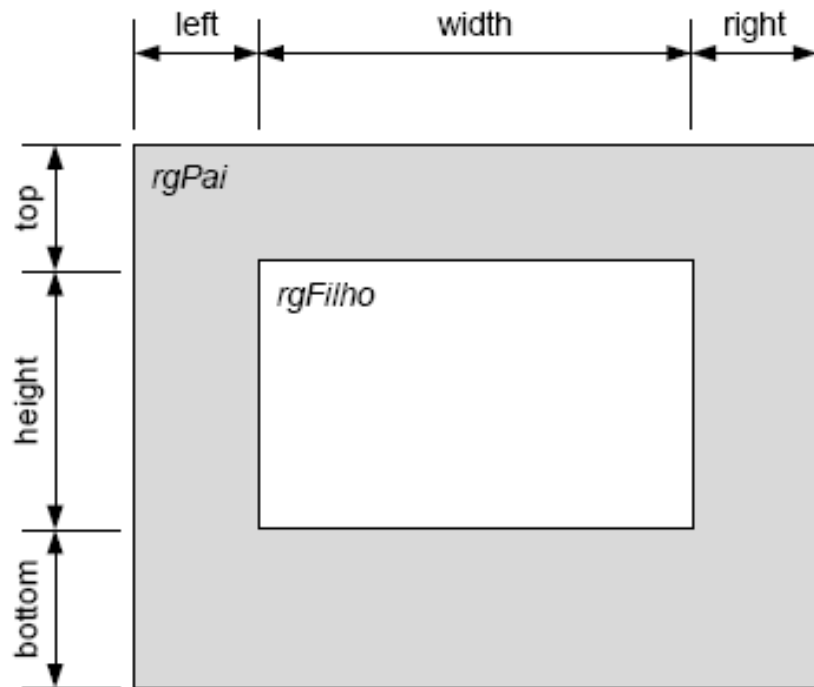 left width right
rgPai
top
rgFilho
height
bottom